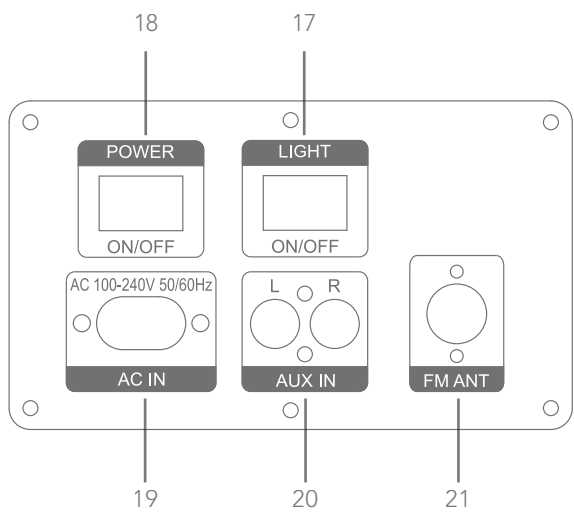 18 17
POWER LIGHT
ON/OFF ON/OFF
AC 100-240V 50/60Hz L R
AC IN AUX IN FM ANT
19 20 21